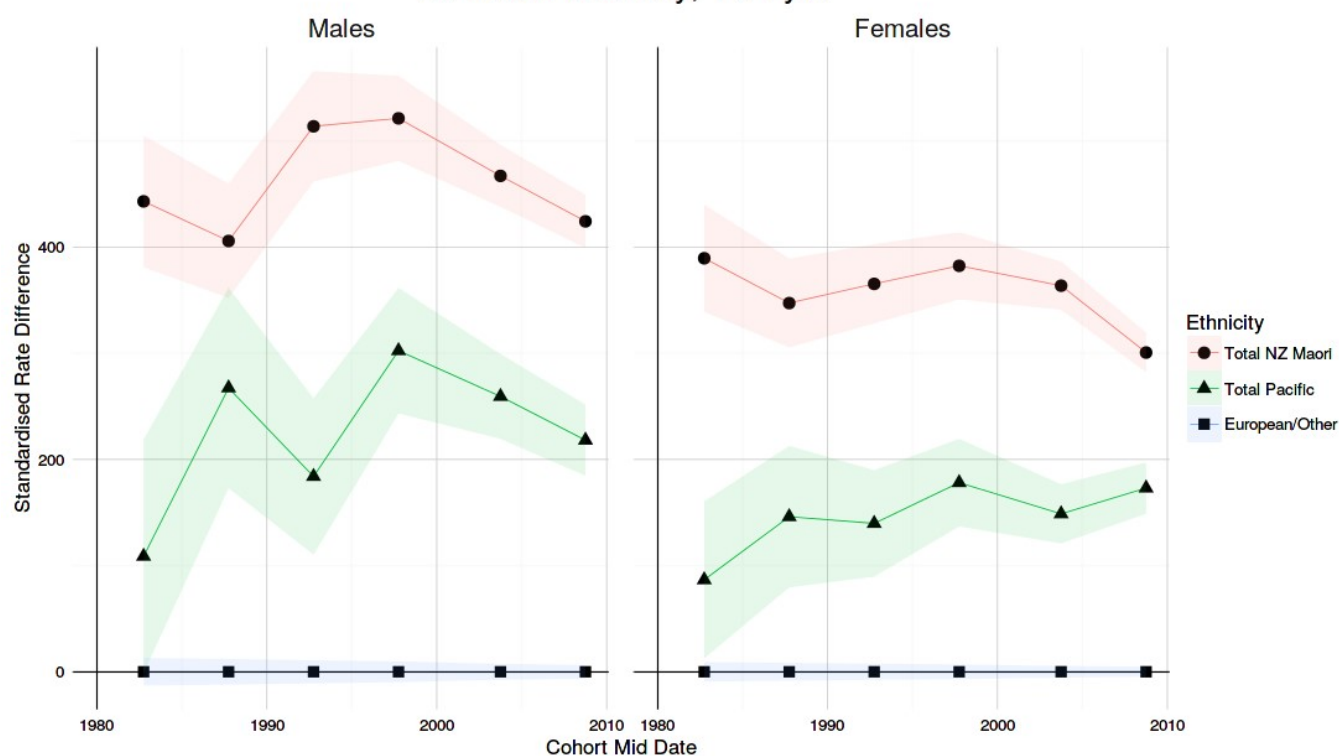 Males
Females
Standardised Rate Difference
400
200
0
1980
1990
2000
2010
1980
1990
2000
2010
Cohort Mid Date
Ethnicity
Total NZ Maori
Total Pacific
European/Other